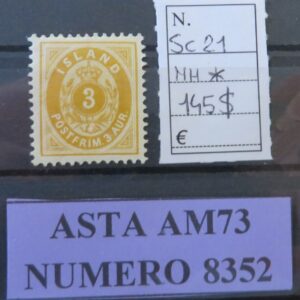 ISLAND
3
POSTFRIM. 3 AUR.
N.
Sc 21
NH *
145$
€
ASTA AM73
NUMERO 8352